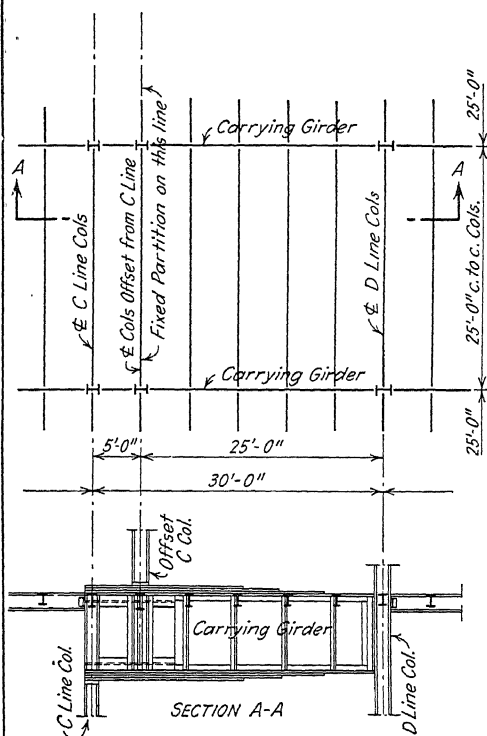 Carrying Girder
Fixed Partition on this line
℄ Cols Offset from C Line
℄ C Line Cols
℄ D Line Cols
A
A
25'-0"
25'-0" c. to c. Cols.
25'-0"
Carrying Girder
5'-0"
25'-0"
30'-0"
Offset
C Col.
Carrying Girder
C Line Col.
D Line Col.
SECTION A-A